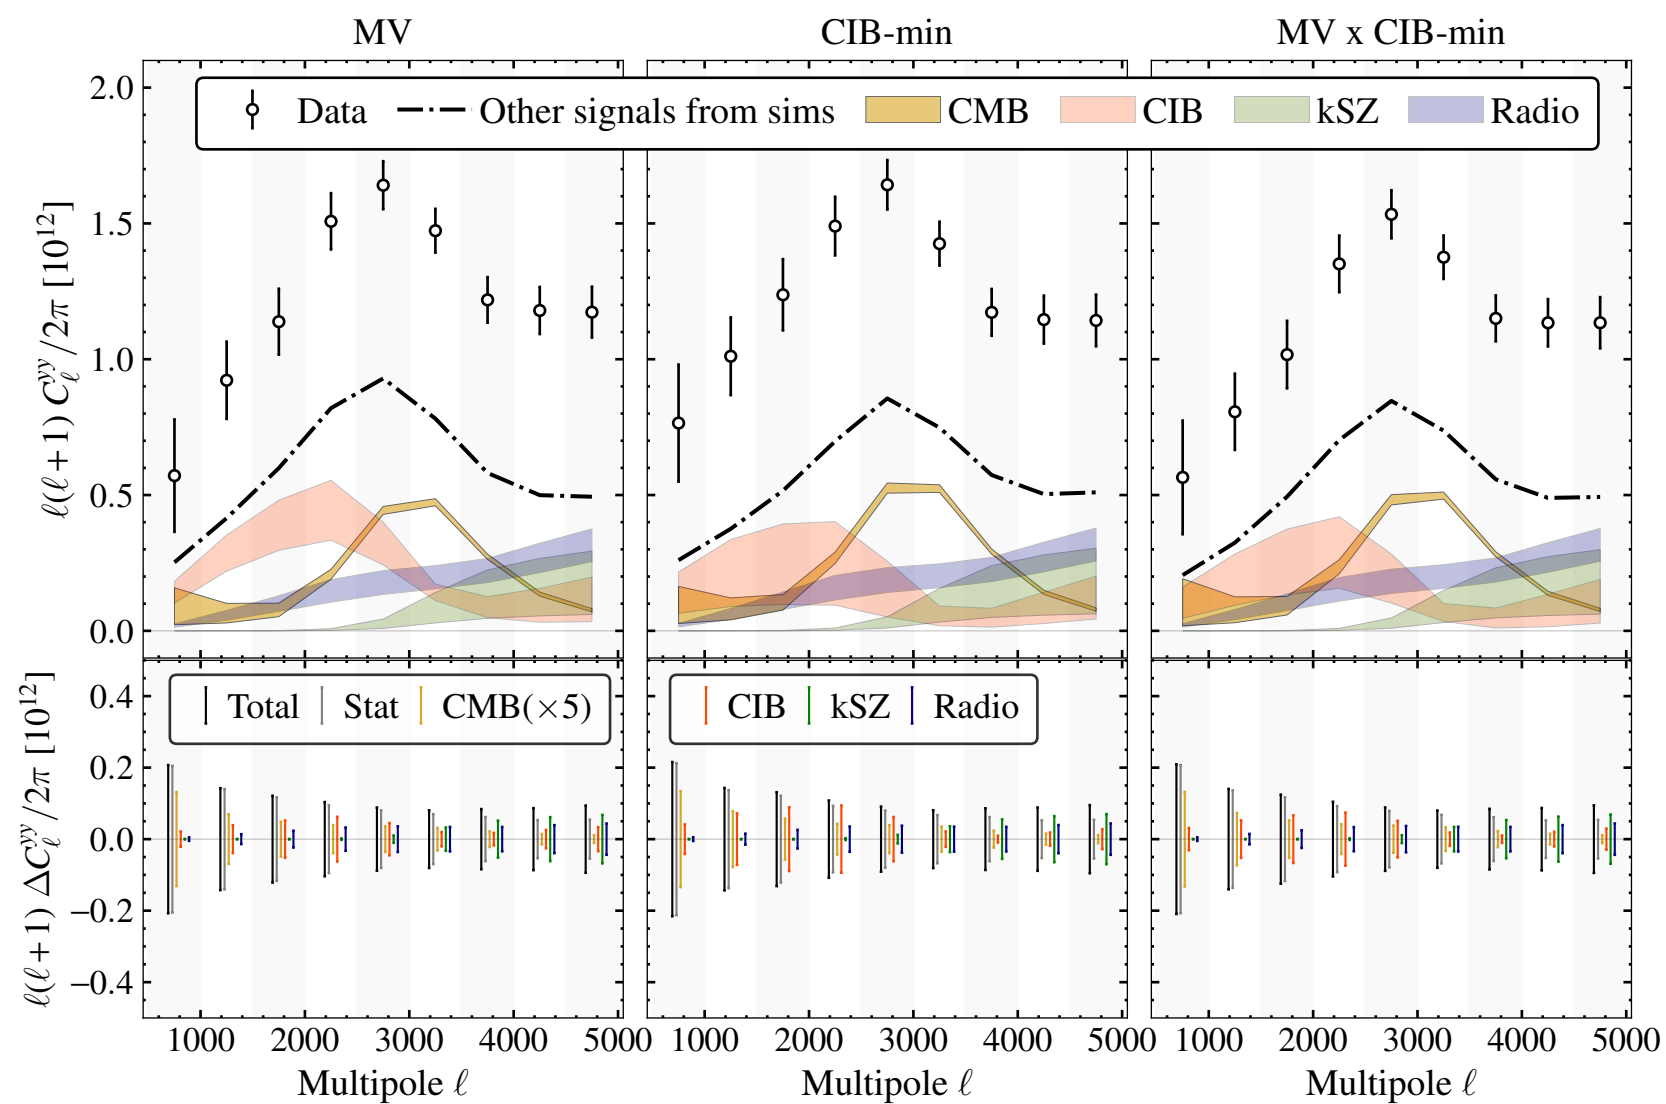 MV CIB-min MV x CIB-min
Data Other signals from sims CMB CIB kSZ Radio
ℓ(ℓ+1) C_ℓ^{yy}/2π [10^{12}]
2.0
1.5
1.0
0.5
0.0
Total Stat CMB(×5)
CIB kSZ Radio
ℓ(ℓ+1) ΔC_ℓ^{yy}/2π [10^{12}]
0.4
0.2
0.0
−0.2
−0.4
1000 2000 3000 4000 5000 1000 2000 3000 4000 5000 1000 2000 3000 4000 5000
Multipole ℓ Multipole ℓ Multipole ℓ